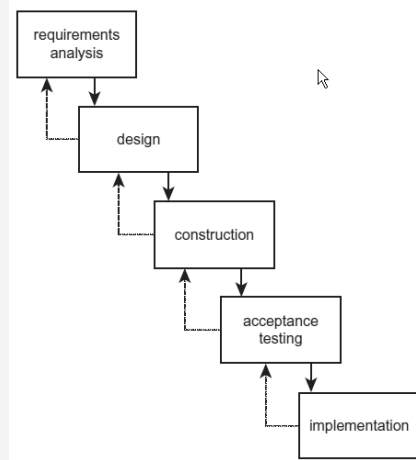 requirements
analysis
design
construction
acceptance
testing
implementation